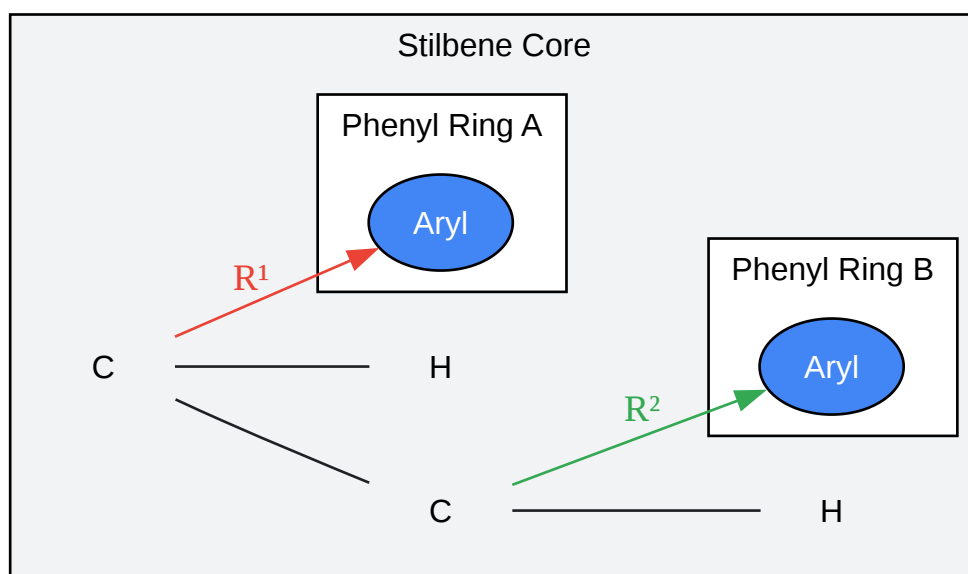 Stilbene Core
Phenyl Ring A
Aryl
R¹
Phenyl Ring B
Aryl
C
H
R²
C
H